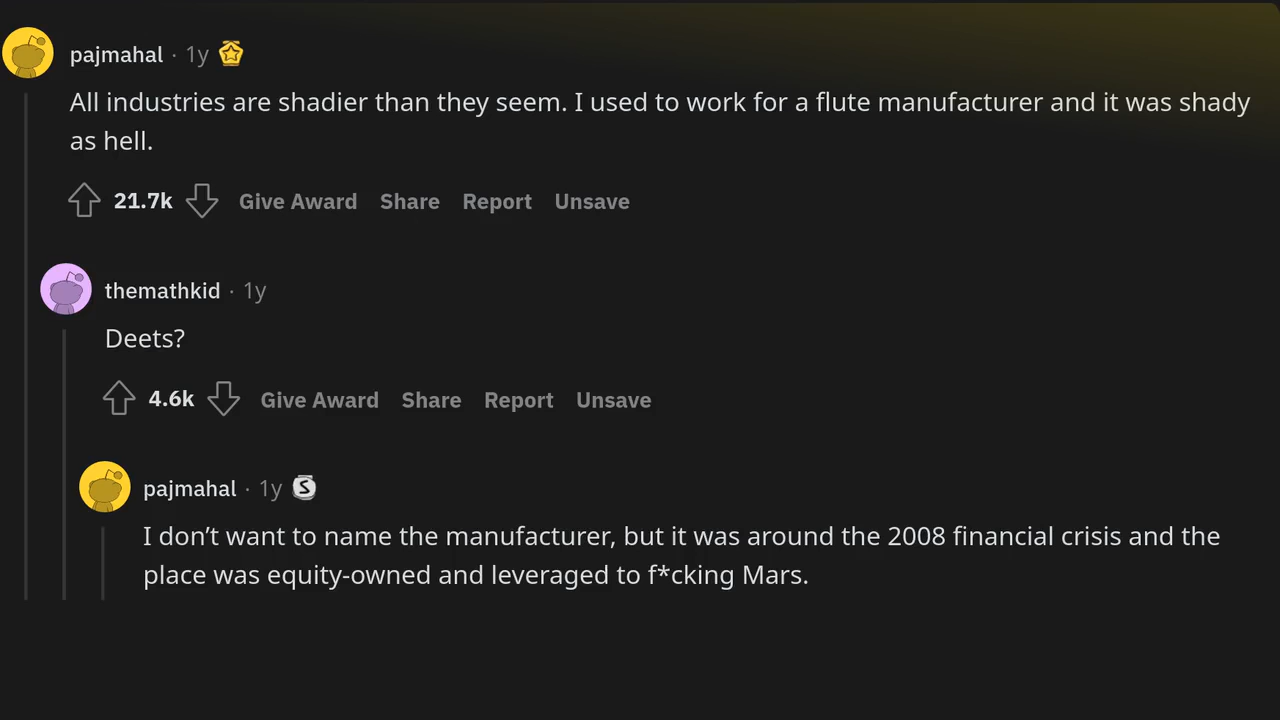 pajmahal · 1y
All industries are shadier than they seem. I used to work for a flute manufacturer and it was shady
as hell.
21.7k Give Award Share Report Unsave
themathkid · 1y
Deets?
4.6k Give Award Share Report Unsave
pajmahal · 1y S
I don’t want to name the manufacturer, but it was around the 2008 financial crisis and the
place was equity-owned and leveraged to f*cking Mars.